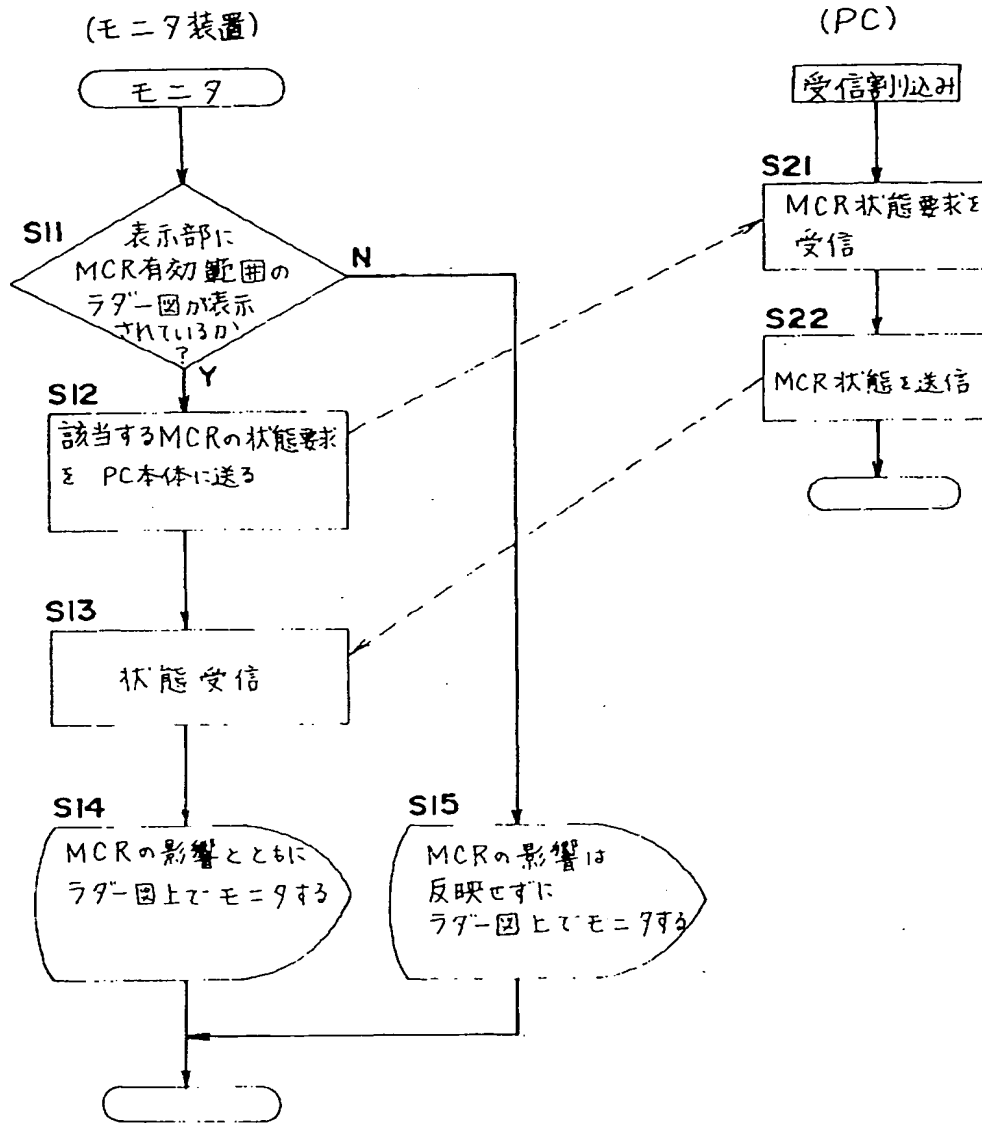 (モニタ装置)
モニタ
S11
表示部に
MCR有効範囲の
ラダー図が表示
されているか
?
N
Y
S12
該当するMCRの状態要求
を PC本体に送る
S13
状態受信
S14
MCRの影響とともに
ラダー図上でモニタする
S15
MCRの影響は
反映せずに
ラダー図上でモニタする
(PC)
受信割り込み
S21
MCR状態要求を
受信
S22
MCR状態を送信